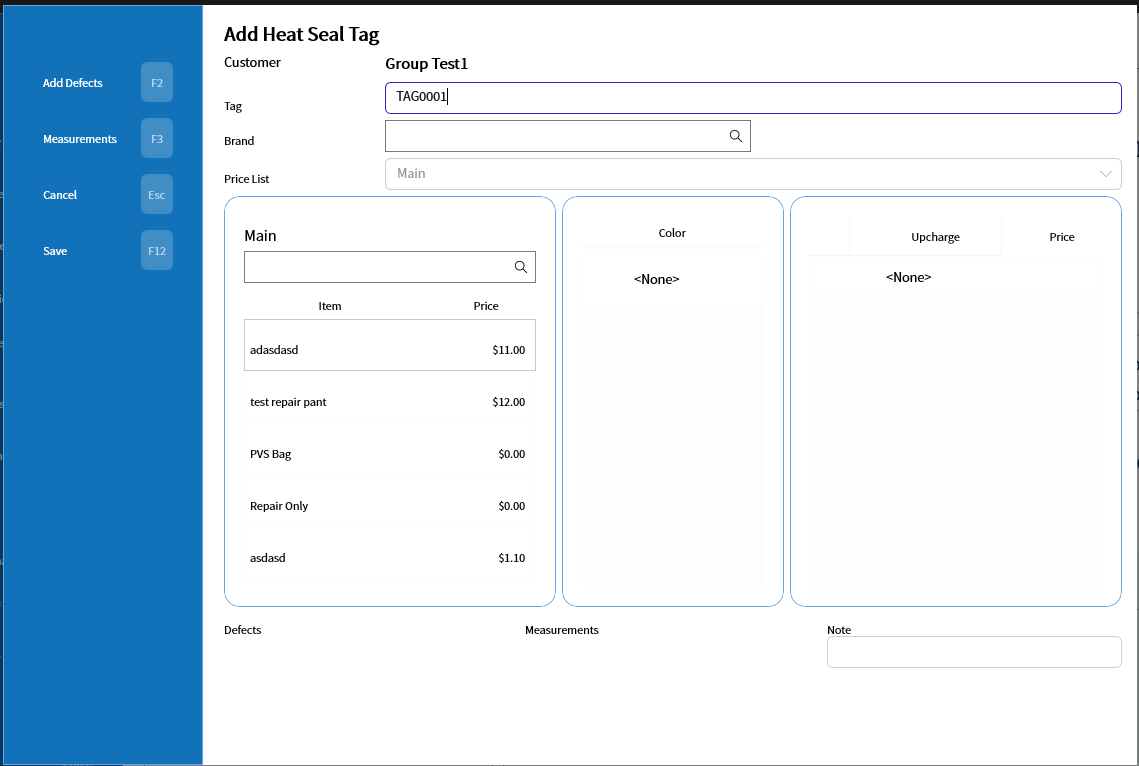 Add Defects F2
Measurements F3
Cancel Esc
Save F12
Add Heat Seal Tag
Customer Group Test1
Tag TAG0001
Brand
Price List Main
Main
Item Price
adasdasd $11.00
test repair pant $12.00
PVS Bag $0.00
Repair Only $0.00
asdasd $1.10
Color
<None>
Upcharge Price
<None>
Defects
Measurements
Note